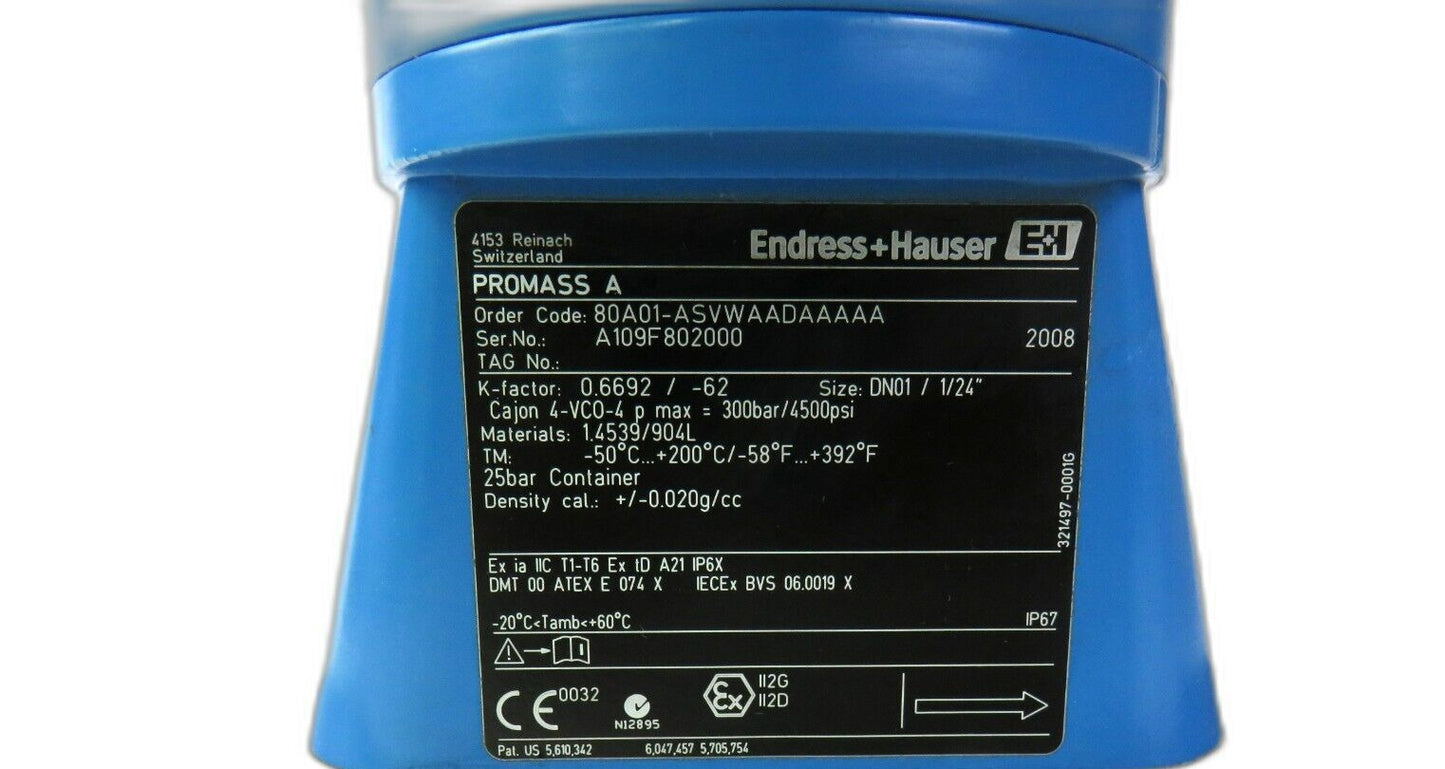 4153 Reinach
Switzerland
Endress+Hauser E+H
PROMASS A
Order Code: 80A01-ASVWAADAAAAA
Ser.No.: A109F802000 2008
TAG No.:
K-factor: 0.6692 / -62 Size: DN01 / 1/24"
Cajon 4-VCO-4 p max = 300bar/4500psi
Materials: 1.4539/904L
TM: -50°C...+200°C/-58°F...+392°F
25bar Container
Density cal.: +/-0.020g/cc
321497-0001G
Ex ia IIC T1-T6 Ex tD A21 IP6X
DMT 00 ATEX E 074 X IECEx BVS 06.0019 X
-20°C<Tamb<+60°C IP67
CE 0032
N12895
Ex II2G
II2D
Pat. US 5,610,342 6,047,457 5,705,754